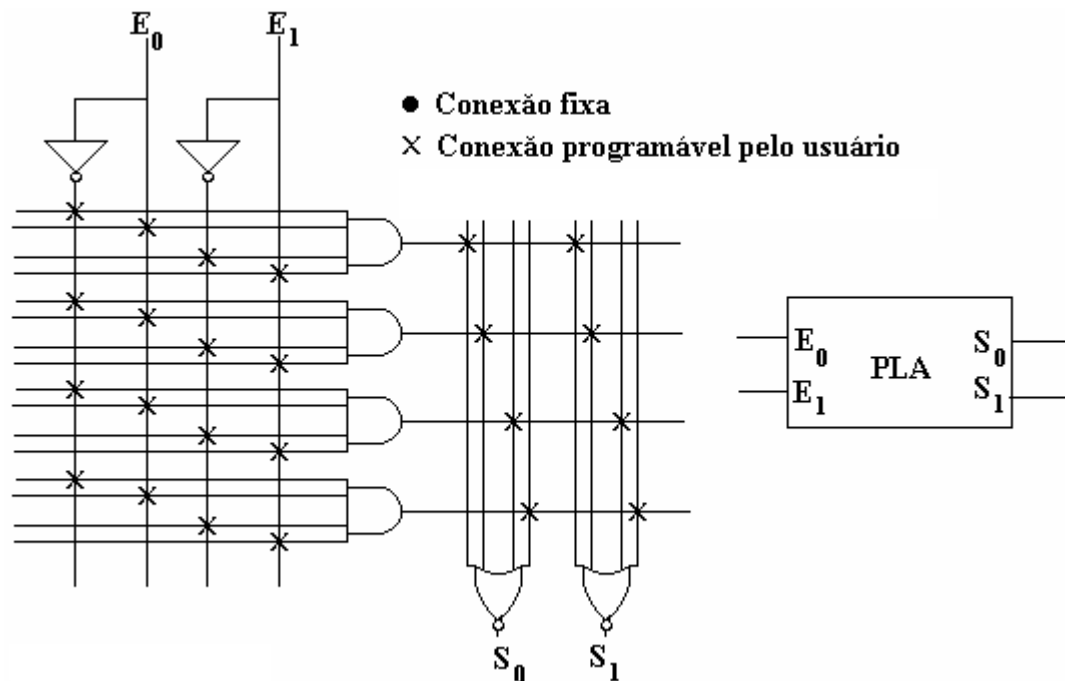 E0 E1
● Conexão fixa
× Conexão programável pelo usuário
E0 PLA S0
E1 S1
S0 S1